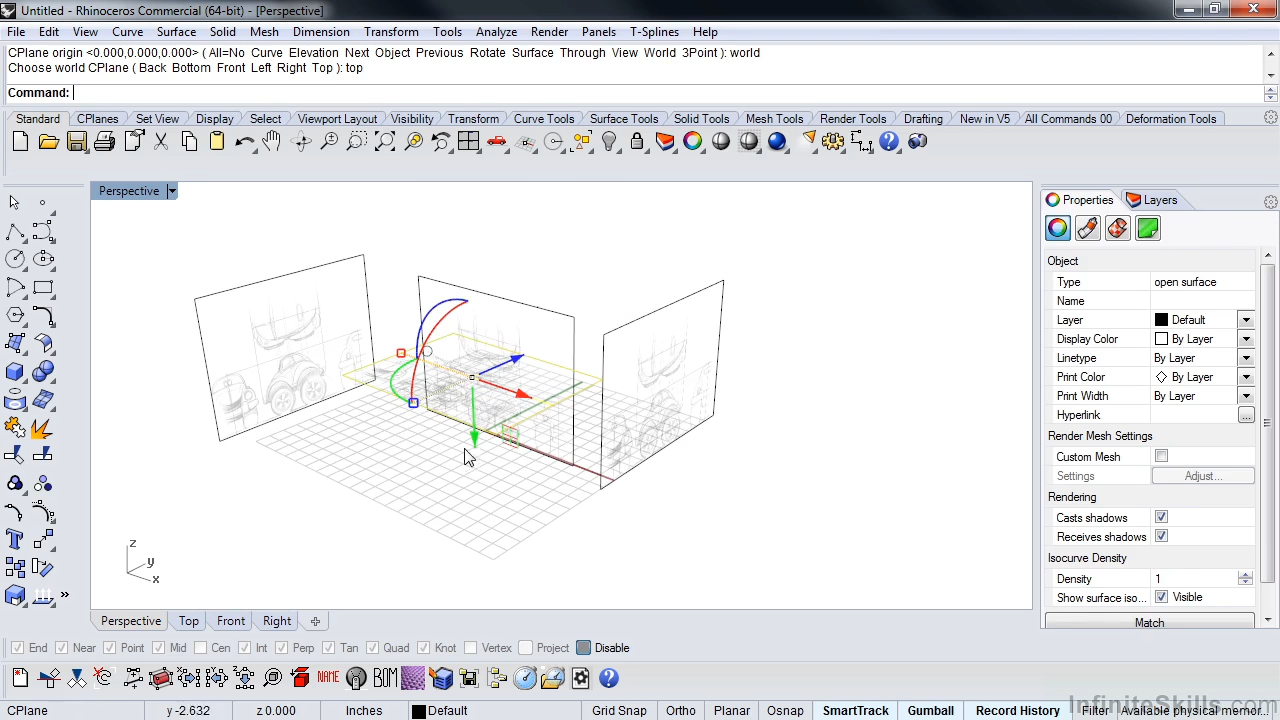 Untitled - Rhinoceros Commercial (64-bit) - [Perspective]
File Edit View Curve Surface Solid Mesh Dimension Transform Tools Analyze Render Panels T-Splines Help
CPlane origin <0.000,0.000,0.000> ( All=No Curve Elevation Next Object Previous Rotate Surface Through View World 3Point ): world
Choose world CPlane ( Back Bottom Front Left Right Top ): top
Command:
Standard CPlanes Set View Display Select Viewport Layout Visibility Transform Curve Tools Surface Tools Solid Tools Mesh Tools Render Tools Drafting New in V5 All Commands 00 Deformation Tools
Perspective
Properties Layers
Object
Type open surface
Name
Layer Default
Display Color By Layer
Linetype By Layer
Print Color By Layer
Print Width By Layer
Hyperlink ...
Render Mesh Settings
Custom Mesh
Settings Adjust...
Rendering
Casts shadows
Receives shadows
Isocurve Density
Density 1
Show surface iso... Visible
Match
z
y
x
Perspective Top Front Right
End Near Point Mid Cen Int Perp Tan Quad Knot Vertex Project Disable
NAME BOM
CPlane y -2.632 z 0.000 Inches Default Grid Snap Ortho Planar Osnap SmartTrack Gumball Record History Filter Available physical memor...
InfiniteSkills.com